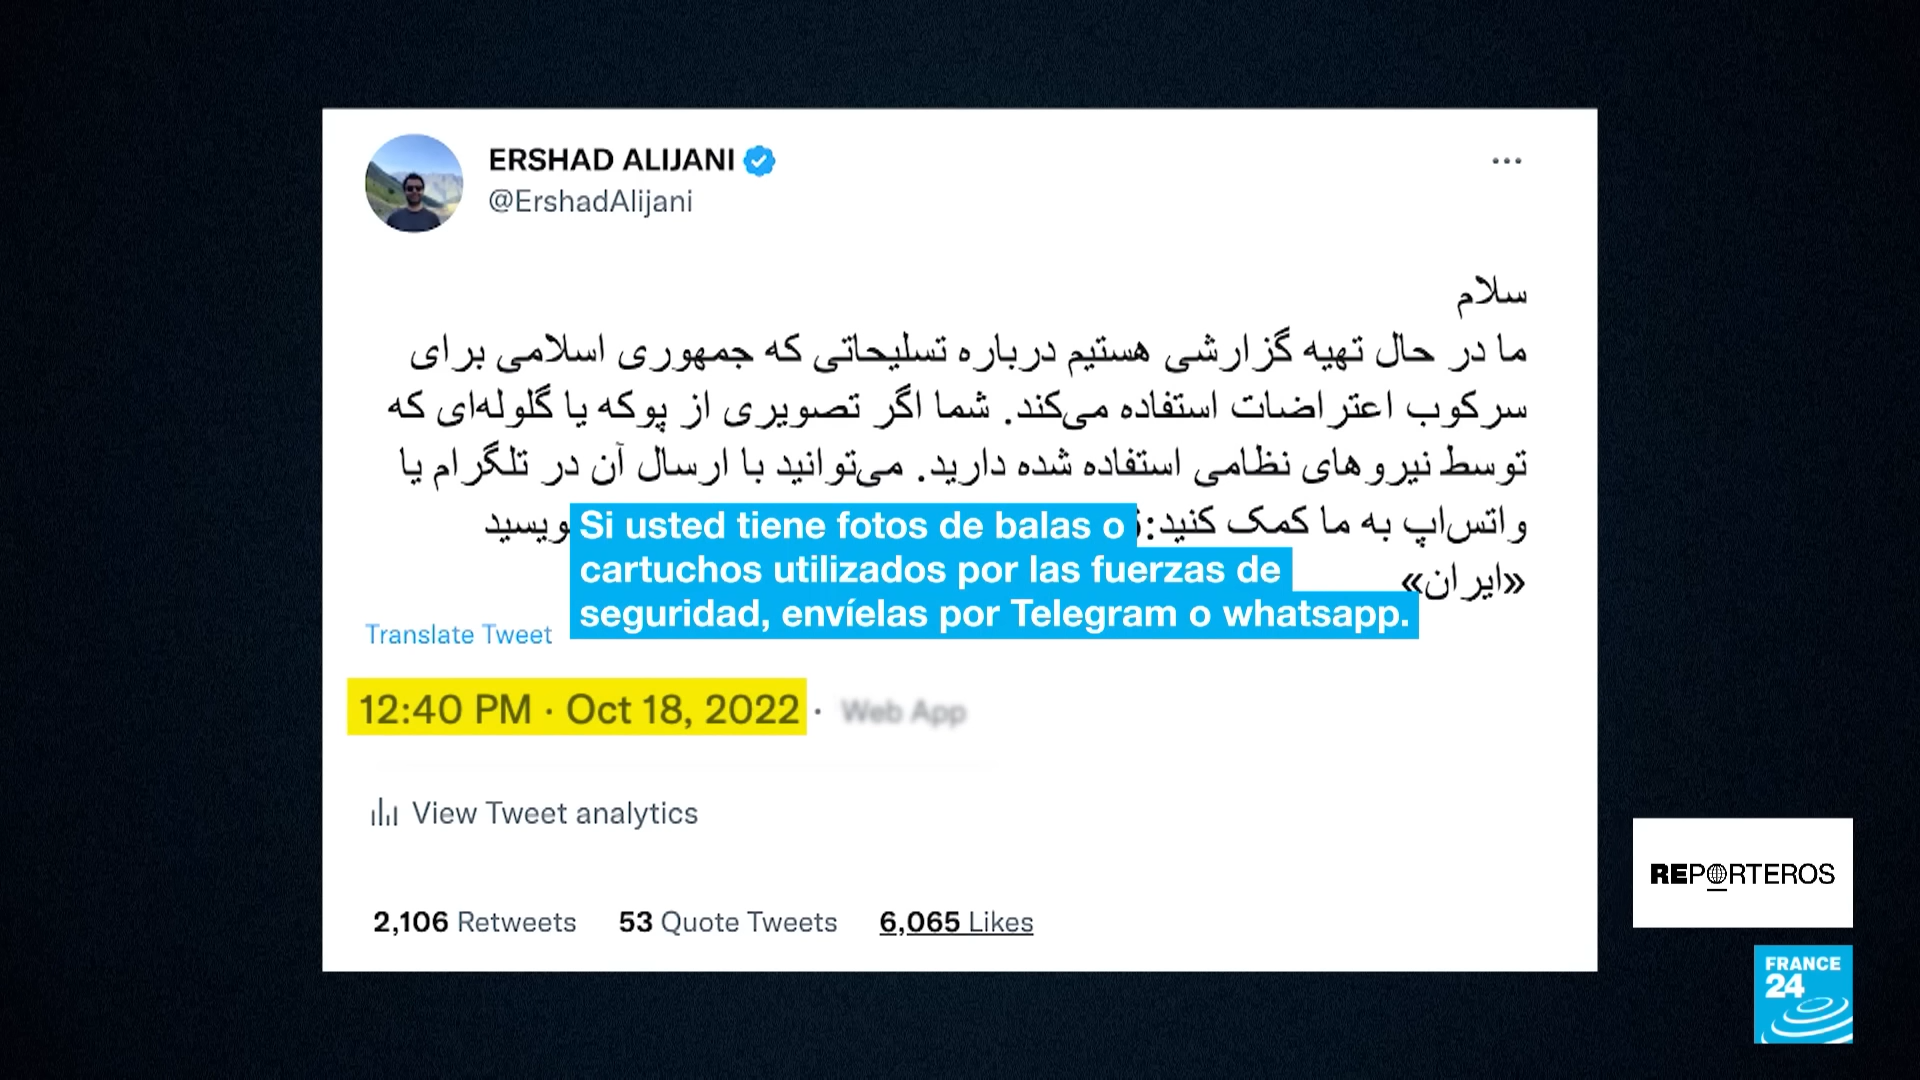 ERSHAD ALIJANI
@ErshadAlijani
سلام
ما در حال تهیه گزارشی هستیم درباره تسلیحاتی که جمهوری اسلامی برای
سرکوب اعتراضات استفاده می‌کند. شما اگر تصویری از پوکه یا گلوله‌ای که
توسط نیروهای نظامی استفاده شده دارید. می‌توانید با ارسال آن در تلگرام یا
واتس‌اپ به ما کمک کنید:
«ایران»
Si usted tiene fotos de balas o
cartuchos utilizados por las fuerzas de
seguridad, envíelas por Telegram o whatsapp.
Translate Tweet
12:40 PM · Oct 18, 2022 · Web App
View Tweet analytics
2,106 Retweets 53 Quote Tweets 6,065 Likes
REPORTEROS
FRANCE
24